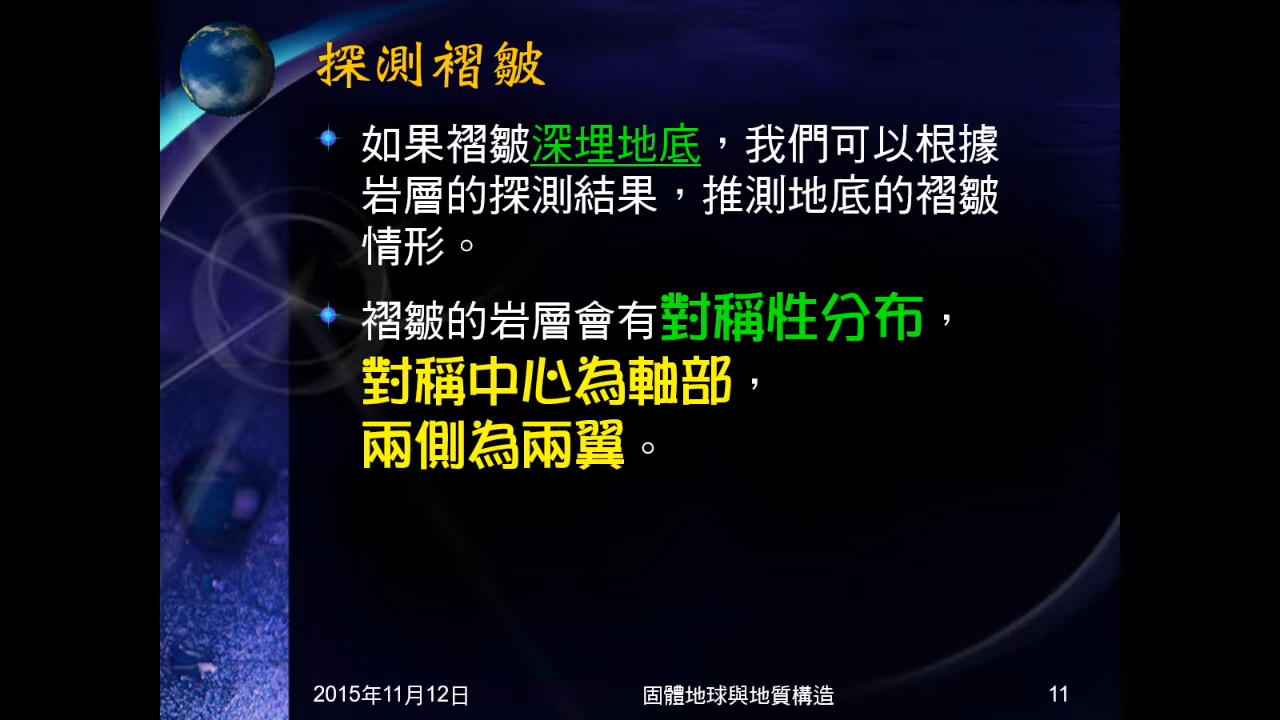 探測褶皺
如果褶皺深埋地底，我們可以根據
岩層的探測結果，推測地底的褶皺
情形。
褶皺的岩層會有對稱性分布，
對稱中心為軸部，
兩側為兩翼。
2015年11月12日
固體地球與地質構造
11